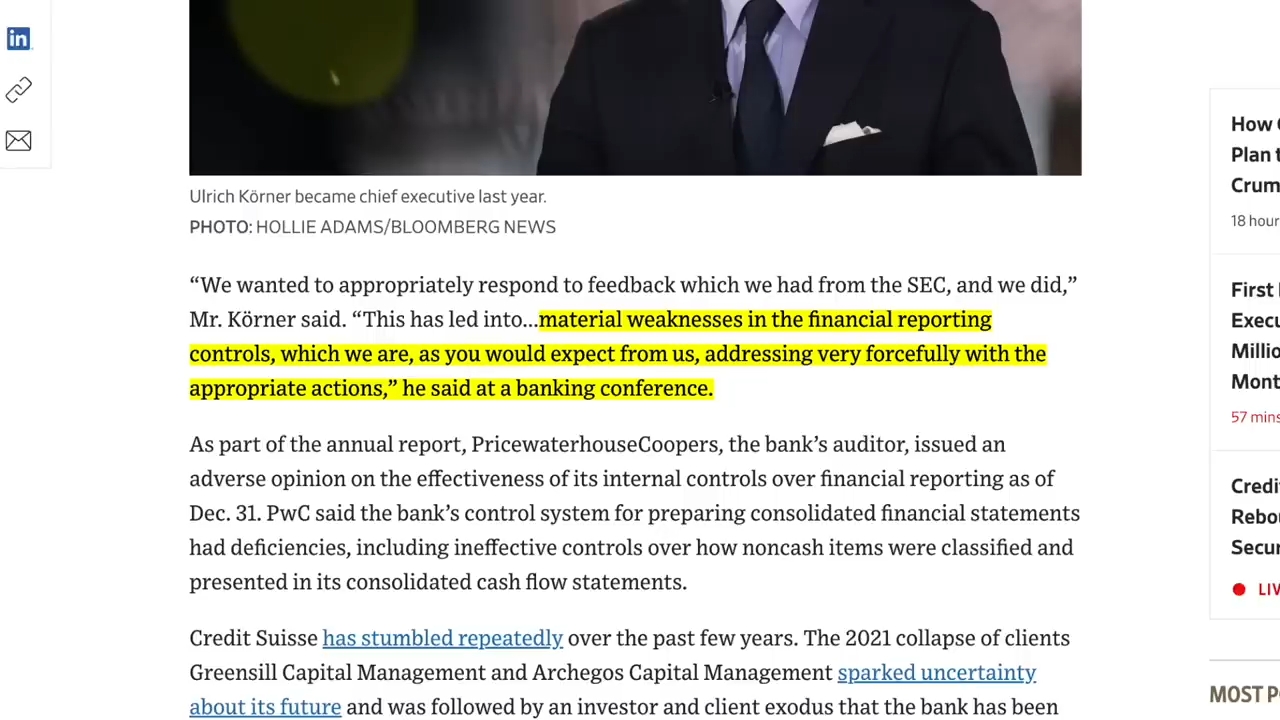 in
Ulrich Körner became chief executive last year.
PHOTO: HOLLIE ADAMS/BLOOMBERG NEWS
“We wanted to appropriately respond to feedback which we had from the SEC, and we did,”
Mr. Körner said. “This has led into...material weaknesses in the financial reporting
controls, which we are, as you would expect from us, addressing very forcefully with the
appropriate actions,” he said at a banking conference.
As part of the annual report, PricewaterhouseCoopers, the bank’s auditor, issued an
adverse opinion on the effectiveness of its internal controls over financial reporting as of
Dec. 31. PwC said the bank’s control system for preparing consolidated financial statements
had deficiencies, including ineffective controls over how noncash items were classified and
presented in its consolidated cash flow statements.
Credit Suisse has stumbled repeatedly over the past few years. The 2021 collapse of clients
Greensill Capital Management and Archegos Capital Management sparked uncertainty
about its future and was followed by an investor and client exodus that the bank has been
How
Plan t
Crum
18 hour
First
Execu
Millio
Mont
57 mins
Credi
Rebo
Secur
LIV
MOST P